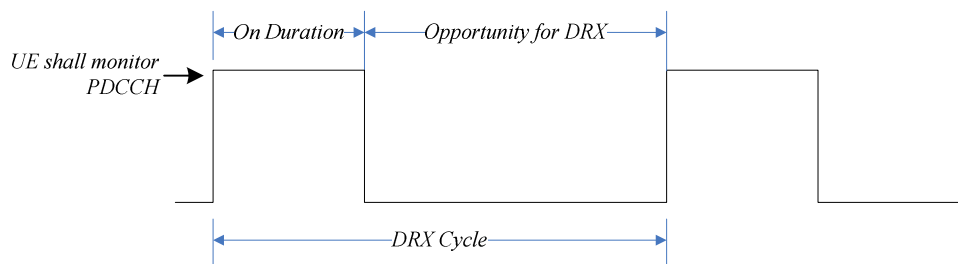 On Duration
Opportunity for DRX
UE shall monitor
PDCCH
DRX Cycle